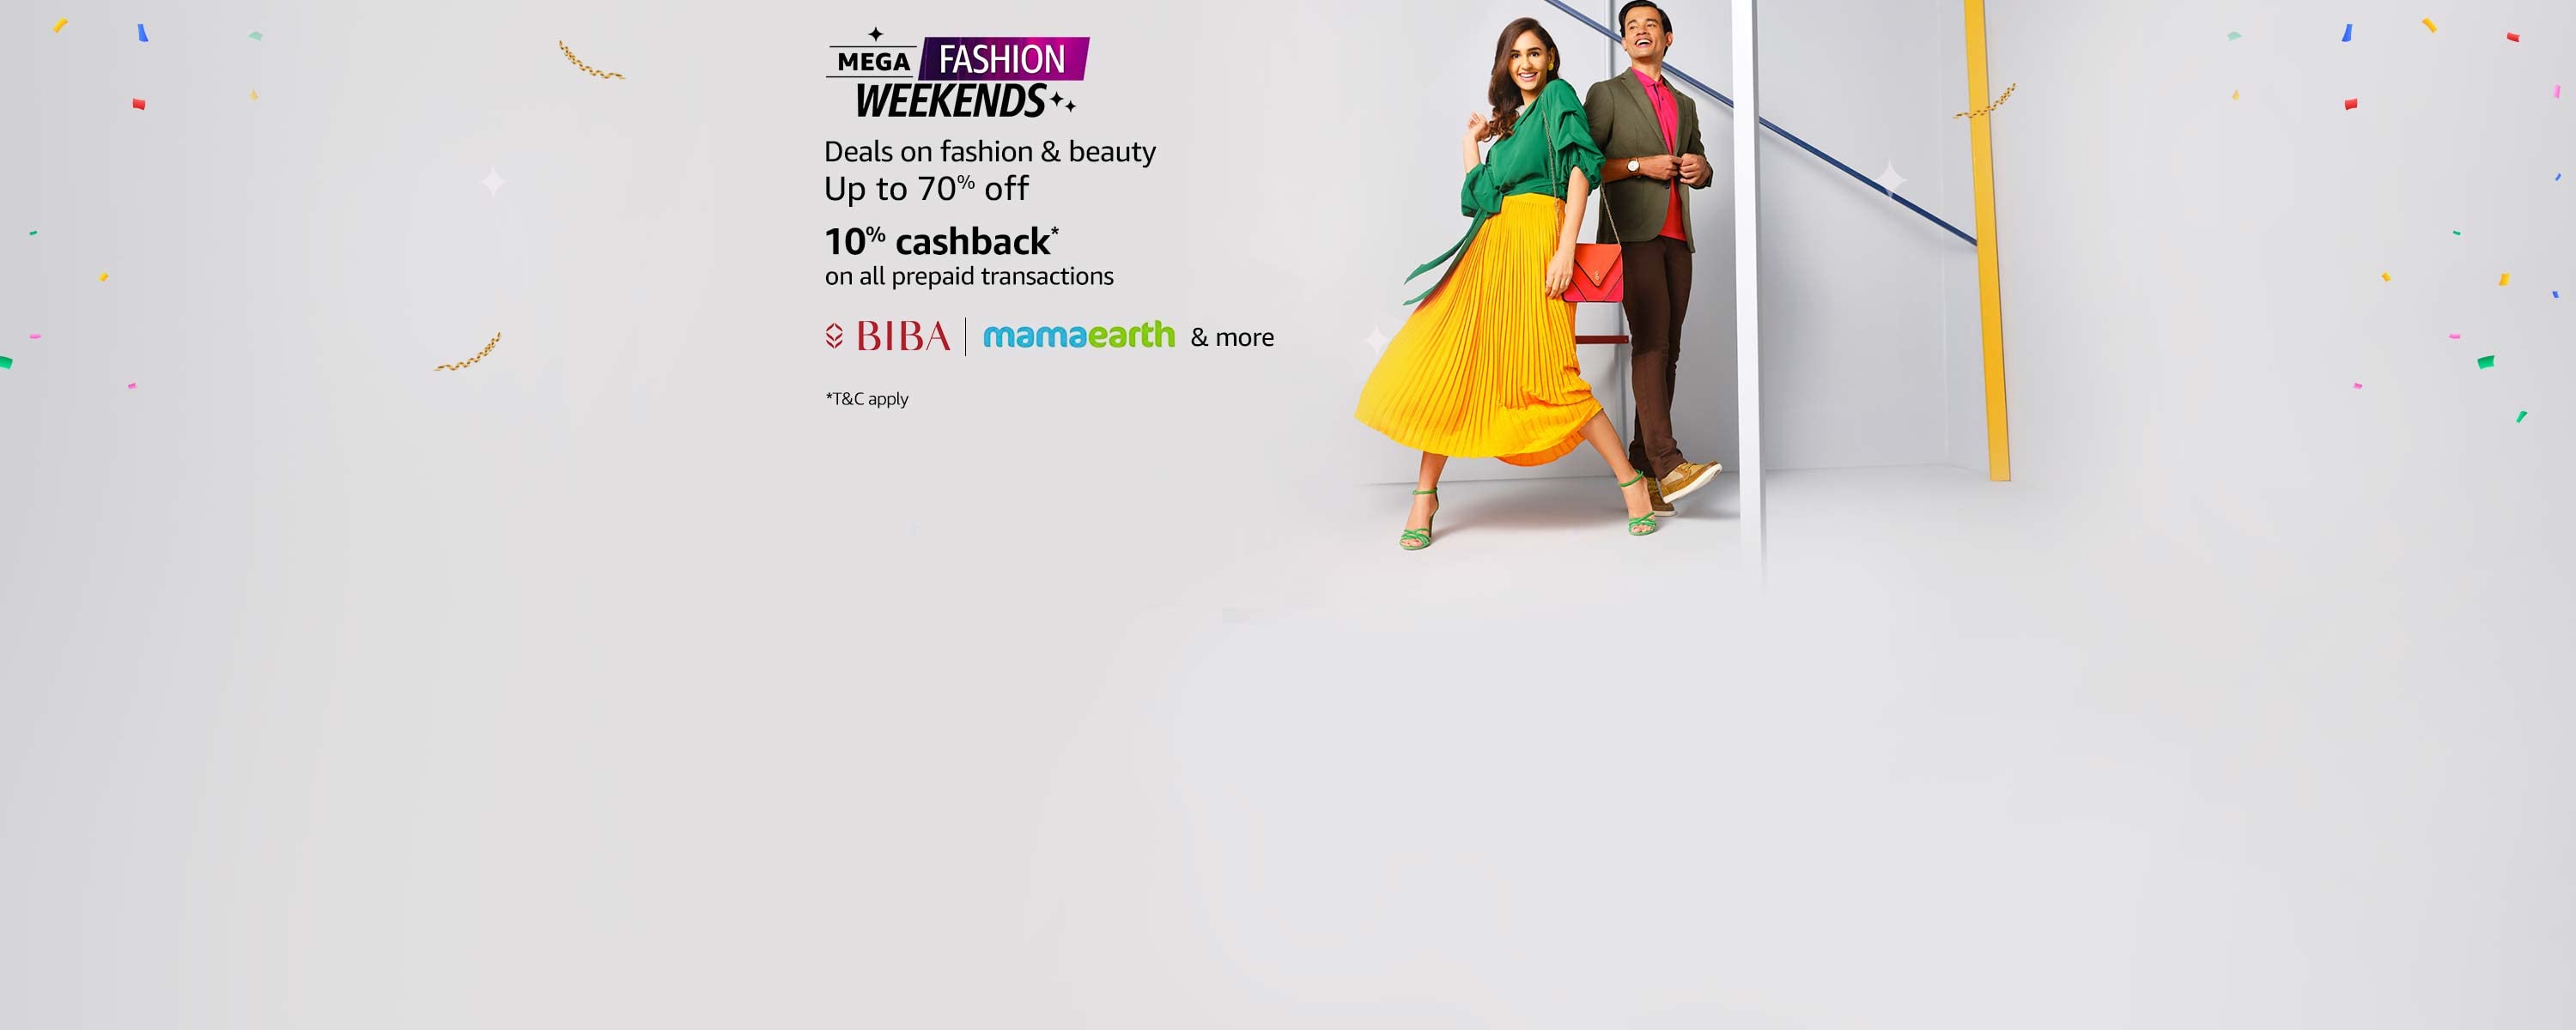 MEGA FASHION
WEEKENDS
Deals on fashion & beauty
Up to 70% off
10% cashback*
on all prepaid transactions
BIBA | mamaearth & more
*T&C apply